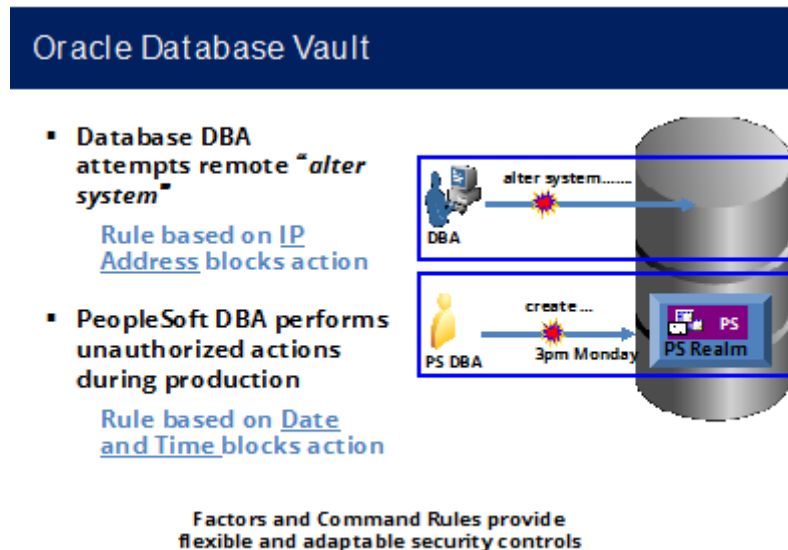 Oracle Database Vault
▪ Database DBA
attempts remote “alter
system”
Rule based on IP
Address blocks action
▪ PeopleSoft DBA performs
unauthorized actions
during production
Rule based on Date
and Time blocks action
alter system.......
DBA
create ...
3pm Monday
PS DBA
PS
PS Realm
Factors and Command Rules provide
flexible and adaptable security controls